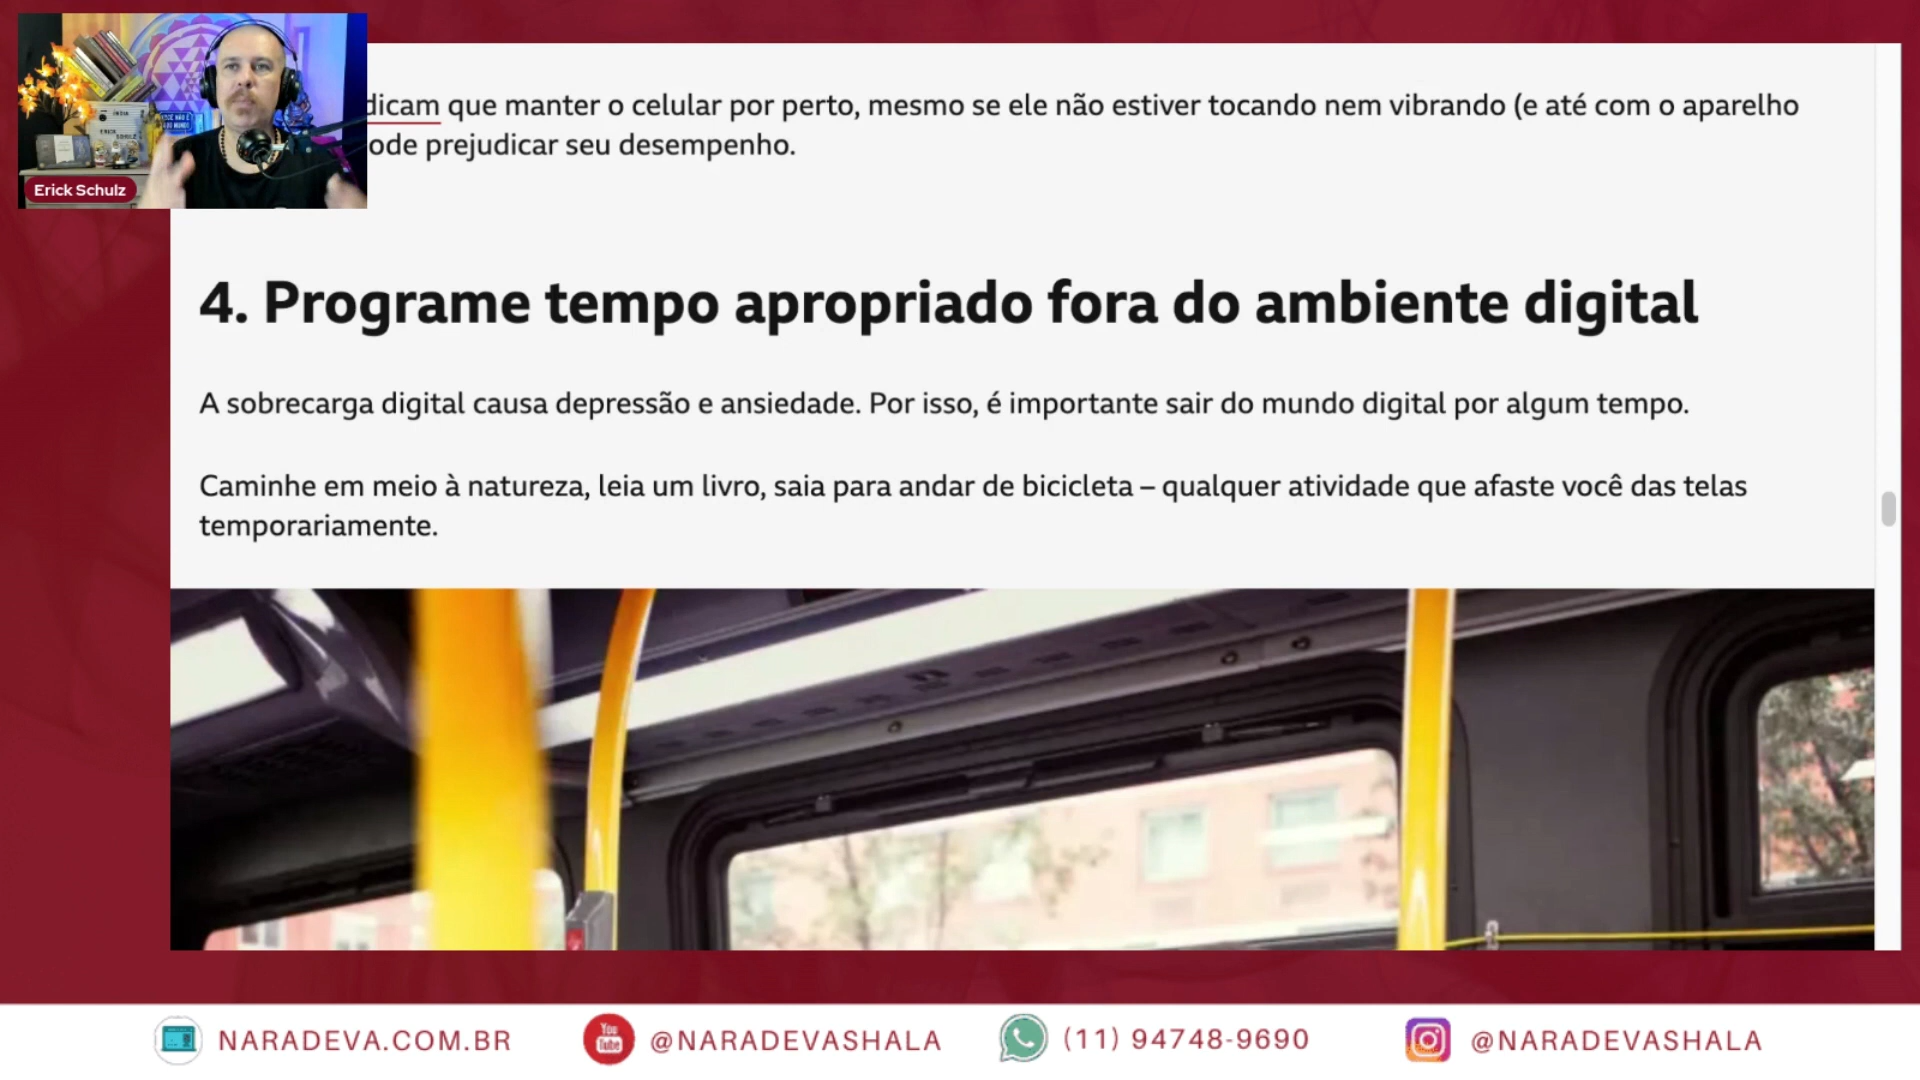 dicam que manter o celular por perto, mesmo se ele não estiver tocando nem vibrando (e até com o aparelho
ode prejudicar seu desempenho.
Erick Schulz
4. Programe tempo apropriado fora do ambiente digital
A sobrecarga digital causa depressão e ansiedade. Por isso, é importante sair do mundo digital por algum tempo.
Caminhe em meio à natureza, leia um livro, saia para andar de bicicleta – qualquer atividade que afaste você das telas
temporariamente.
NARADEVA.COM.BR
You
Tube
@NARADEVASHALA
(11) 94748-9690
@NARADEVASHALA